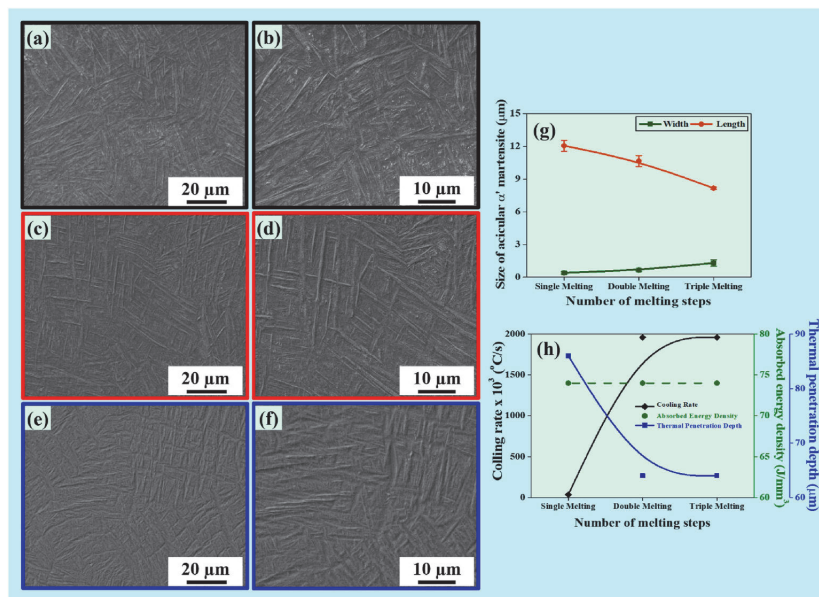 (a)
20 µm
(b)
10 µm
(c)
20 µm
(d)
10 µm
(e)
20 µm
(f)
10 µm
(g)
Width
Length
Size of acicular α' martensite (µm)
15
12
9
6
3
0
Single Melting Double Melting Triple Melting
Number of melting steps
(h)
Colling rate x 10³ (°C/s)
2000
1500
1000
500
0
Cooling Rate
Absorbed Energy Density
Thermal Penetration Depth
80
75
70
65
60
Absorbed energy density (J/mm³)
90
80
70
60
Thermal penetration depth (µm)
Single Melting Double Melting Triple Melting
Number of melting steps